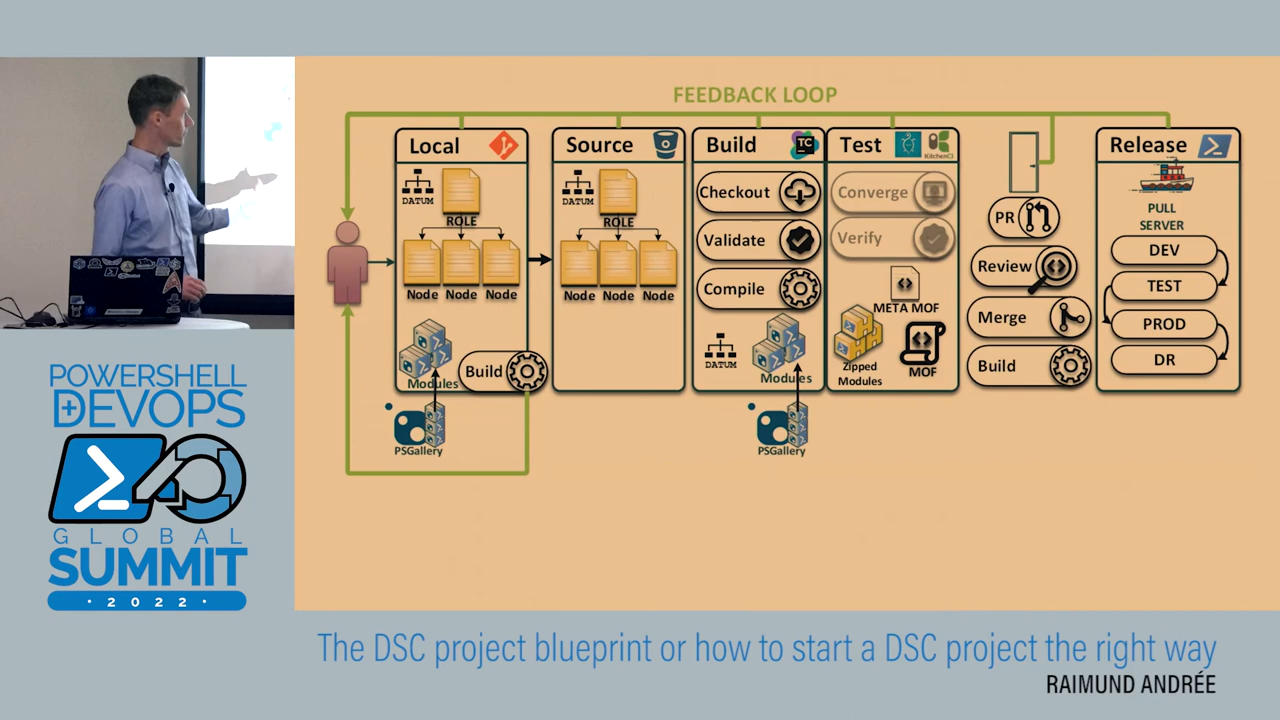 FEEDBACK LOOP
Local
DATUM
ROLE
Node Node Node
Modules
Build
PSGallery
Source
DATUM
ROLE
Node Node Node
Build
TC
Checkout
Validate
Compile
DATUM
Modules
PSGallery
Test
KitchenCI
Converge
Verify
META MOF
Zipped
Modules
MOF
PR
Review
Merge
Build
Release
PULL
SERVER
DEV
TEST
PROD
DR
POWERSHELL
+DEVOPS
GLOBAL
SUMMIT
· 2022 ·
The DSC project blueprint or how to start a DSC project the right way
RAIMUND ANDRÉE